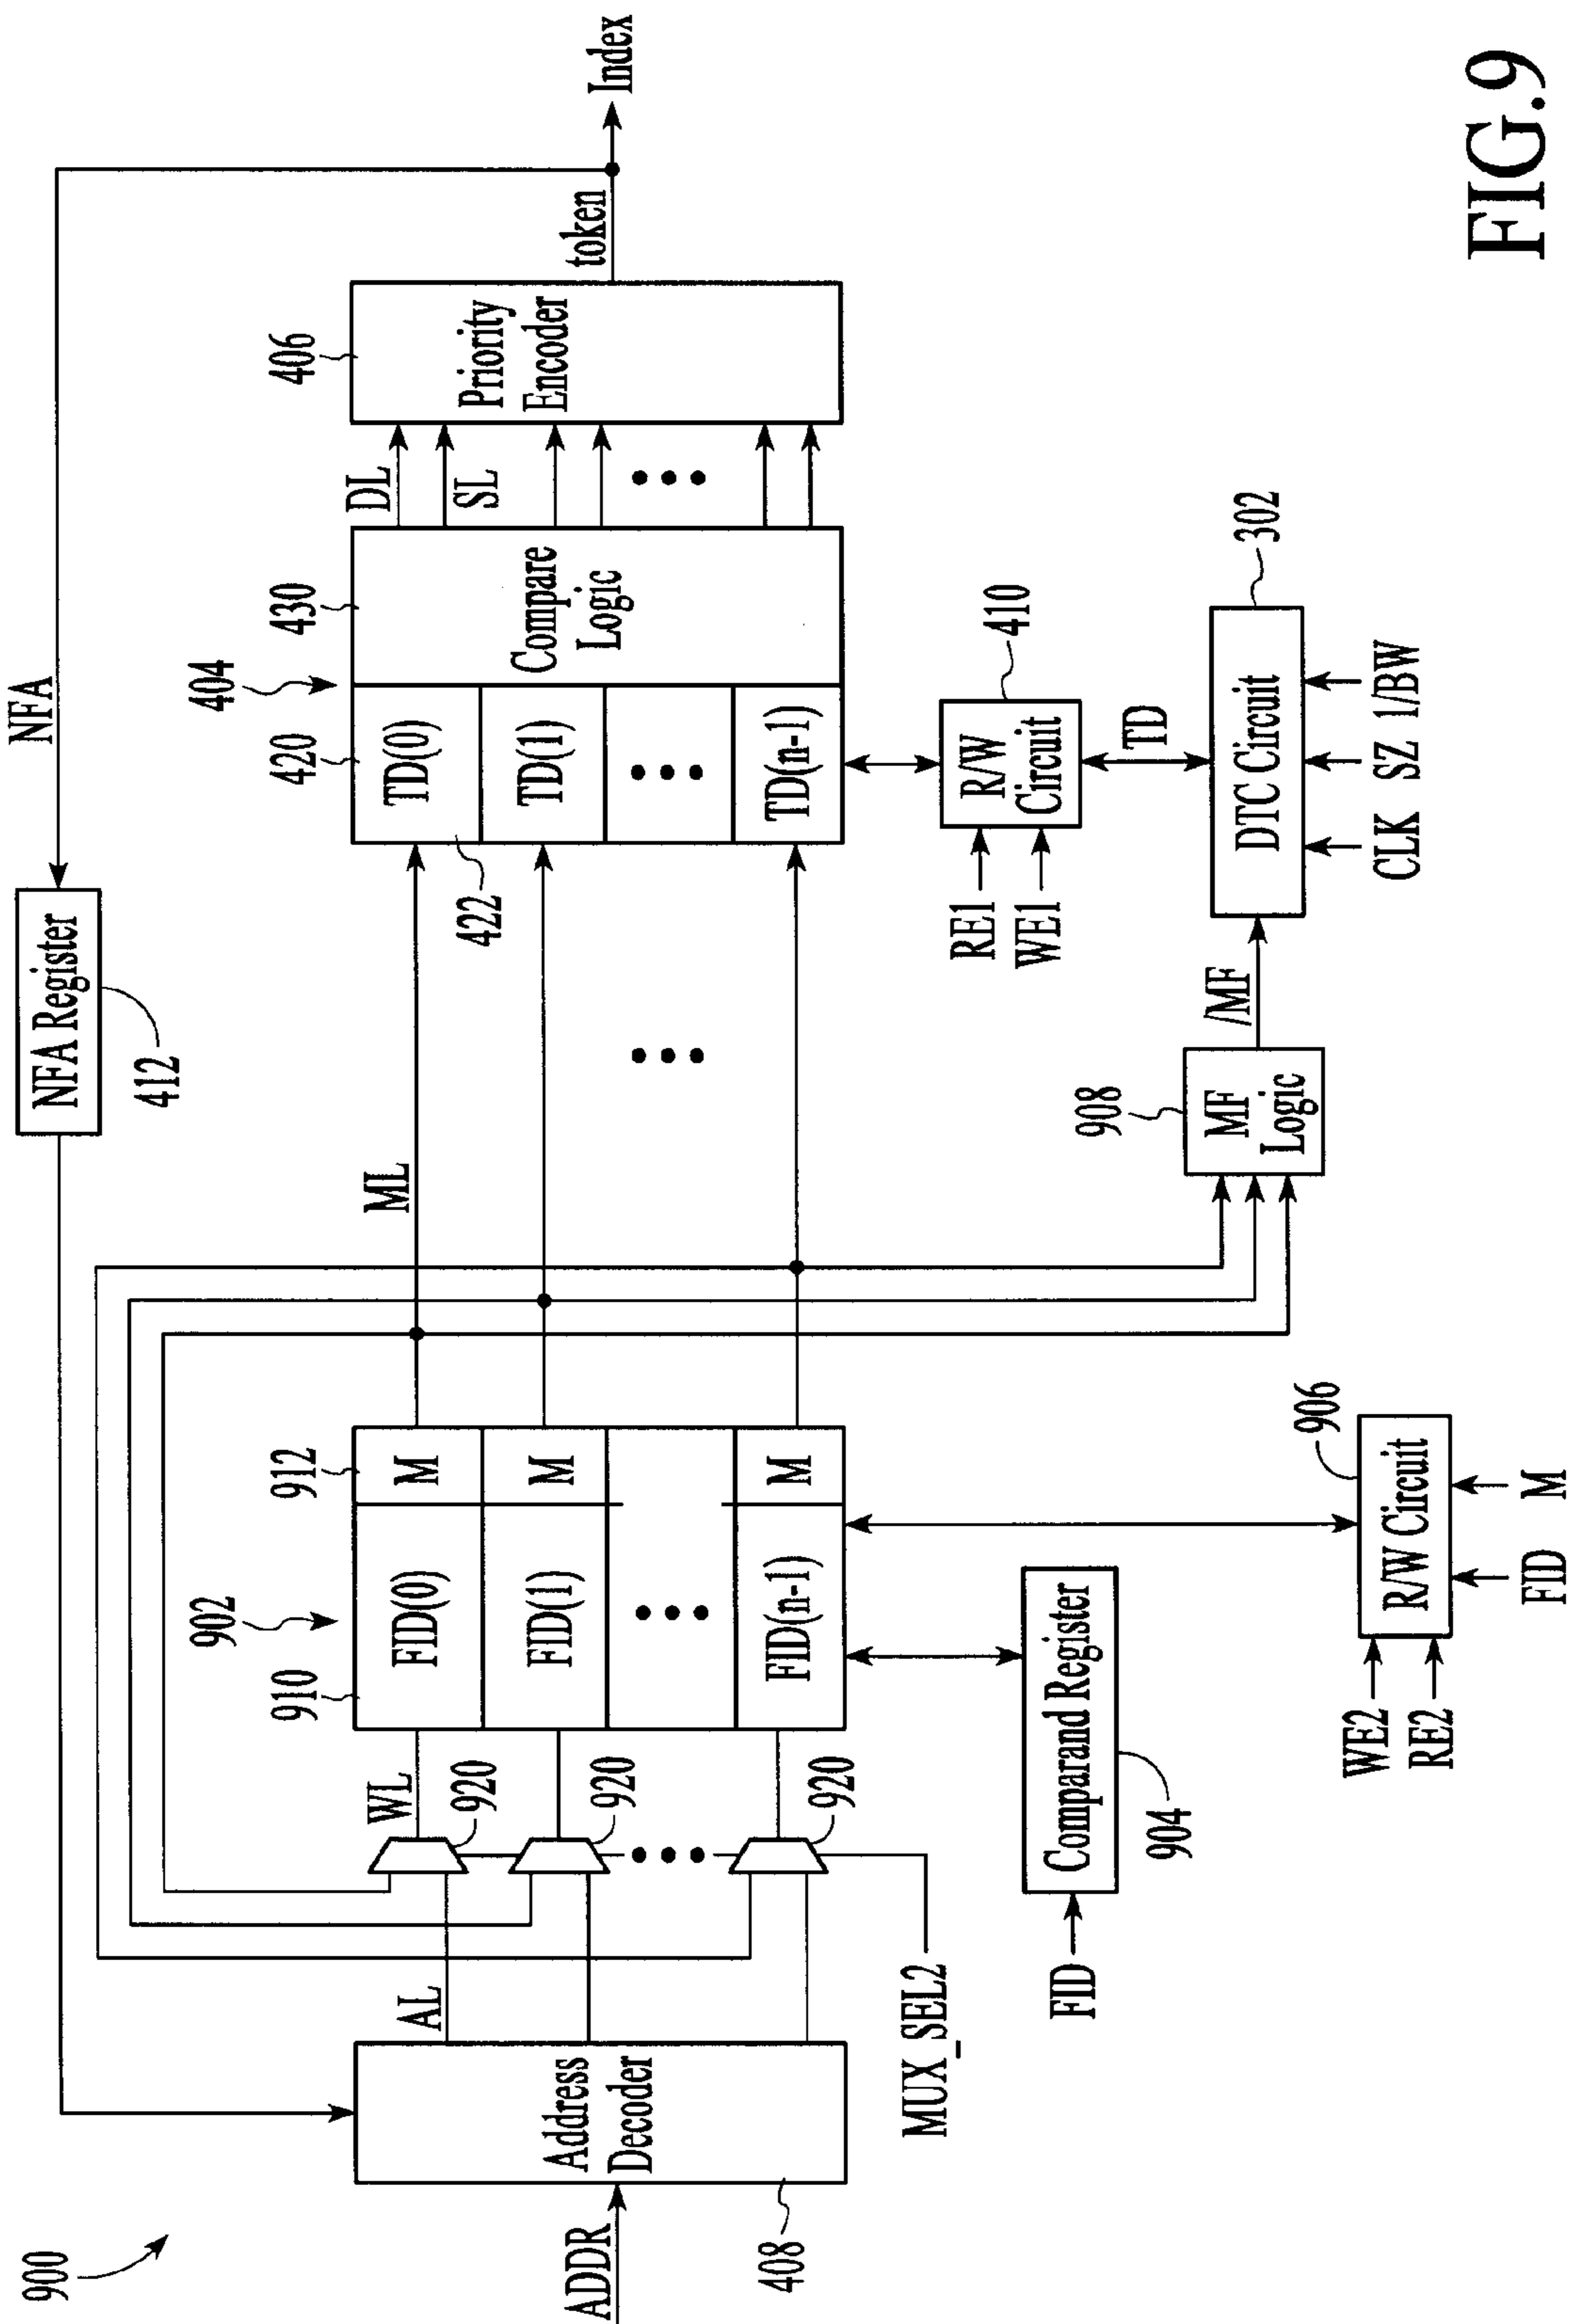 FIG.9
900
NFA Register
412
NFA
ADDR
Address
Decoder
408
AL
WL
920
920
920
MUX_SEL2
902
910
912
FID(0)
M
FID(1)
M
FID(n-1)
M
FID
Comparand Register
904
WE2
RE2
R/W Circuit
906
FID
M
ML
908
MF
Logic
/MF
404
420
422
TD(0)
TD(1)
TD(n-1)
430
Compare
Logic
RE1
WE1
R/W
Circuit
410
TD
DTC Circuit
302
CLK
SZ
1/BW
DL
SL
406
Priority
Encoder
token
Index